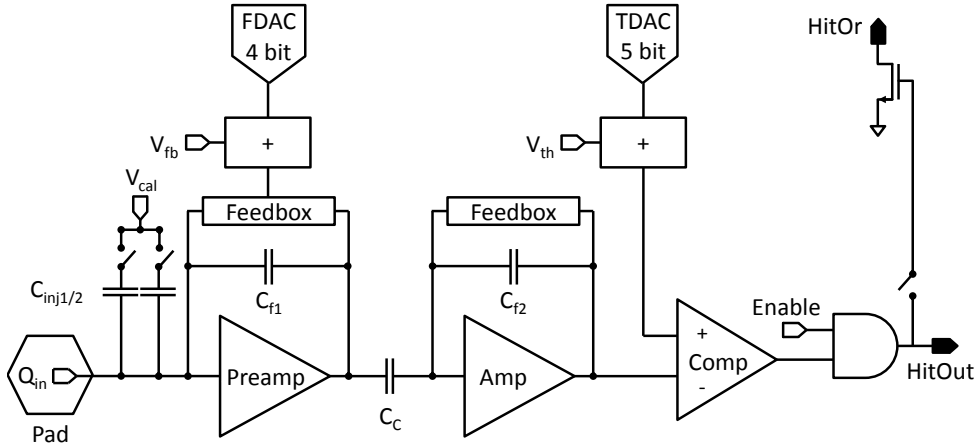 FDAC
4 bit
TDAC
5 bit
HitOr
V_fb
+
V_th
+
V_cal
Feedbox
Feedbox
C_inj1/2
C_f1
C_f2
Enable
Q_in
Preamp
Amp
+
Comp
-
HitOut
C_C
Pad